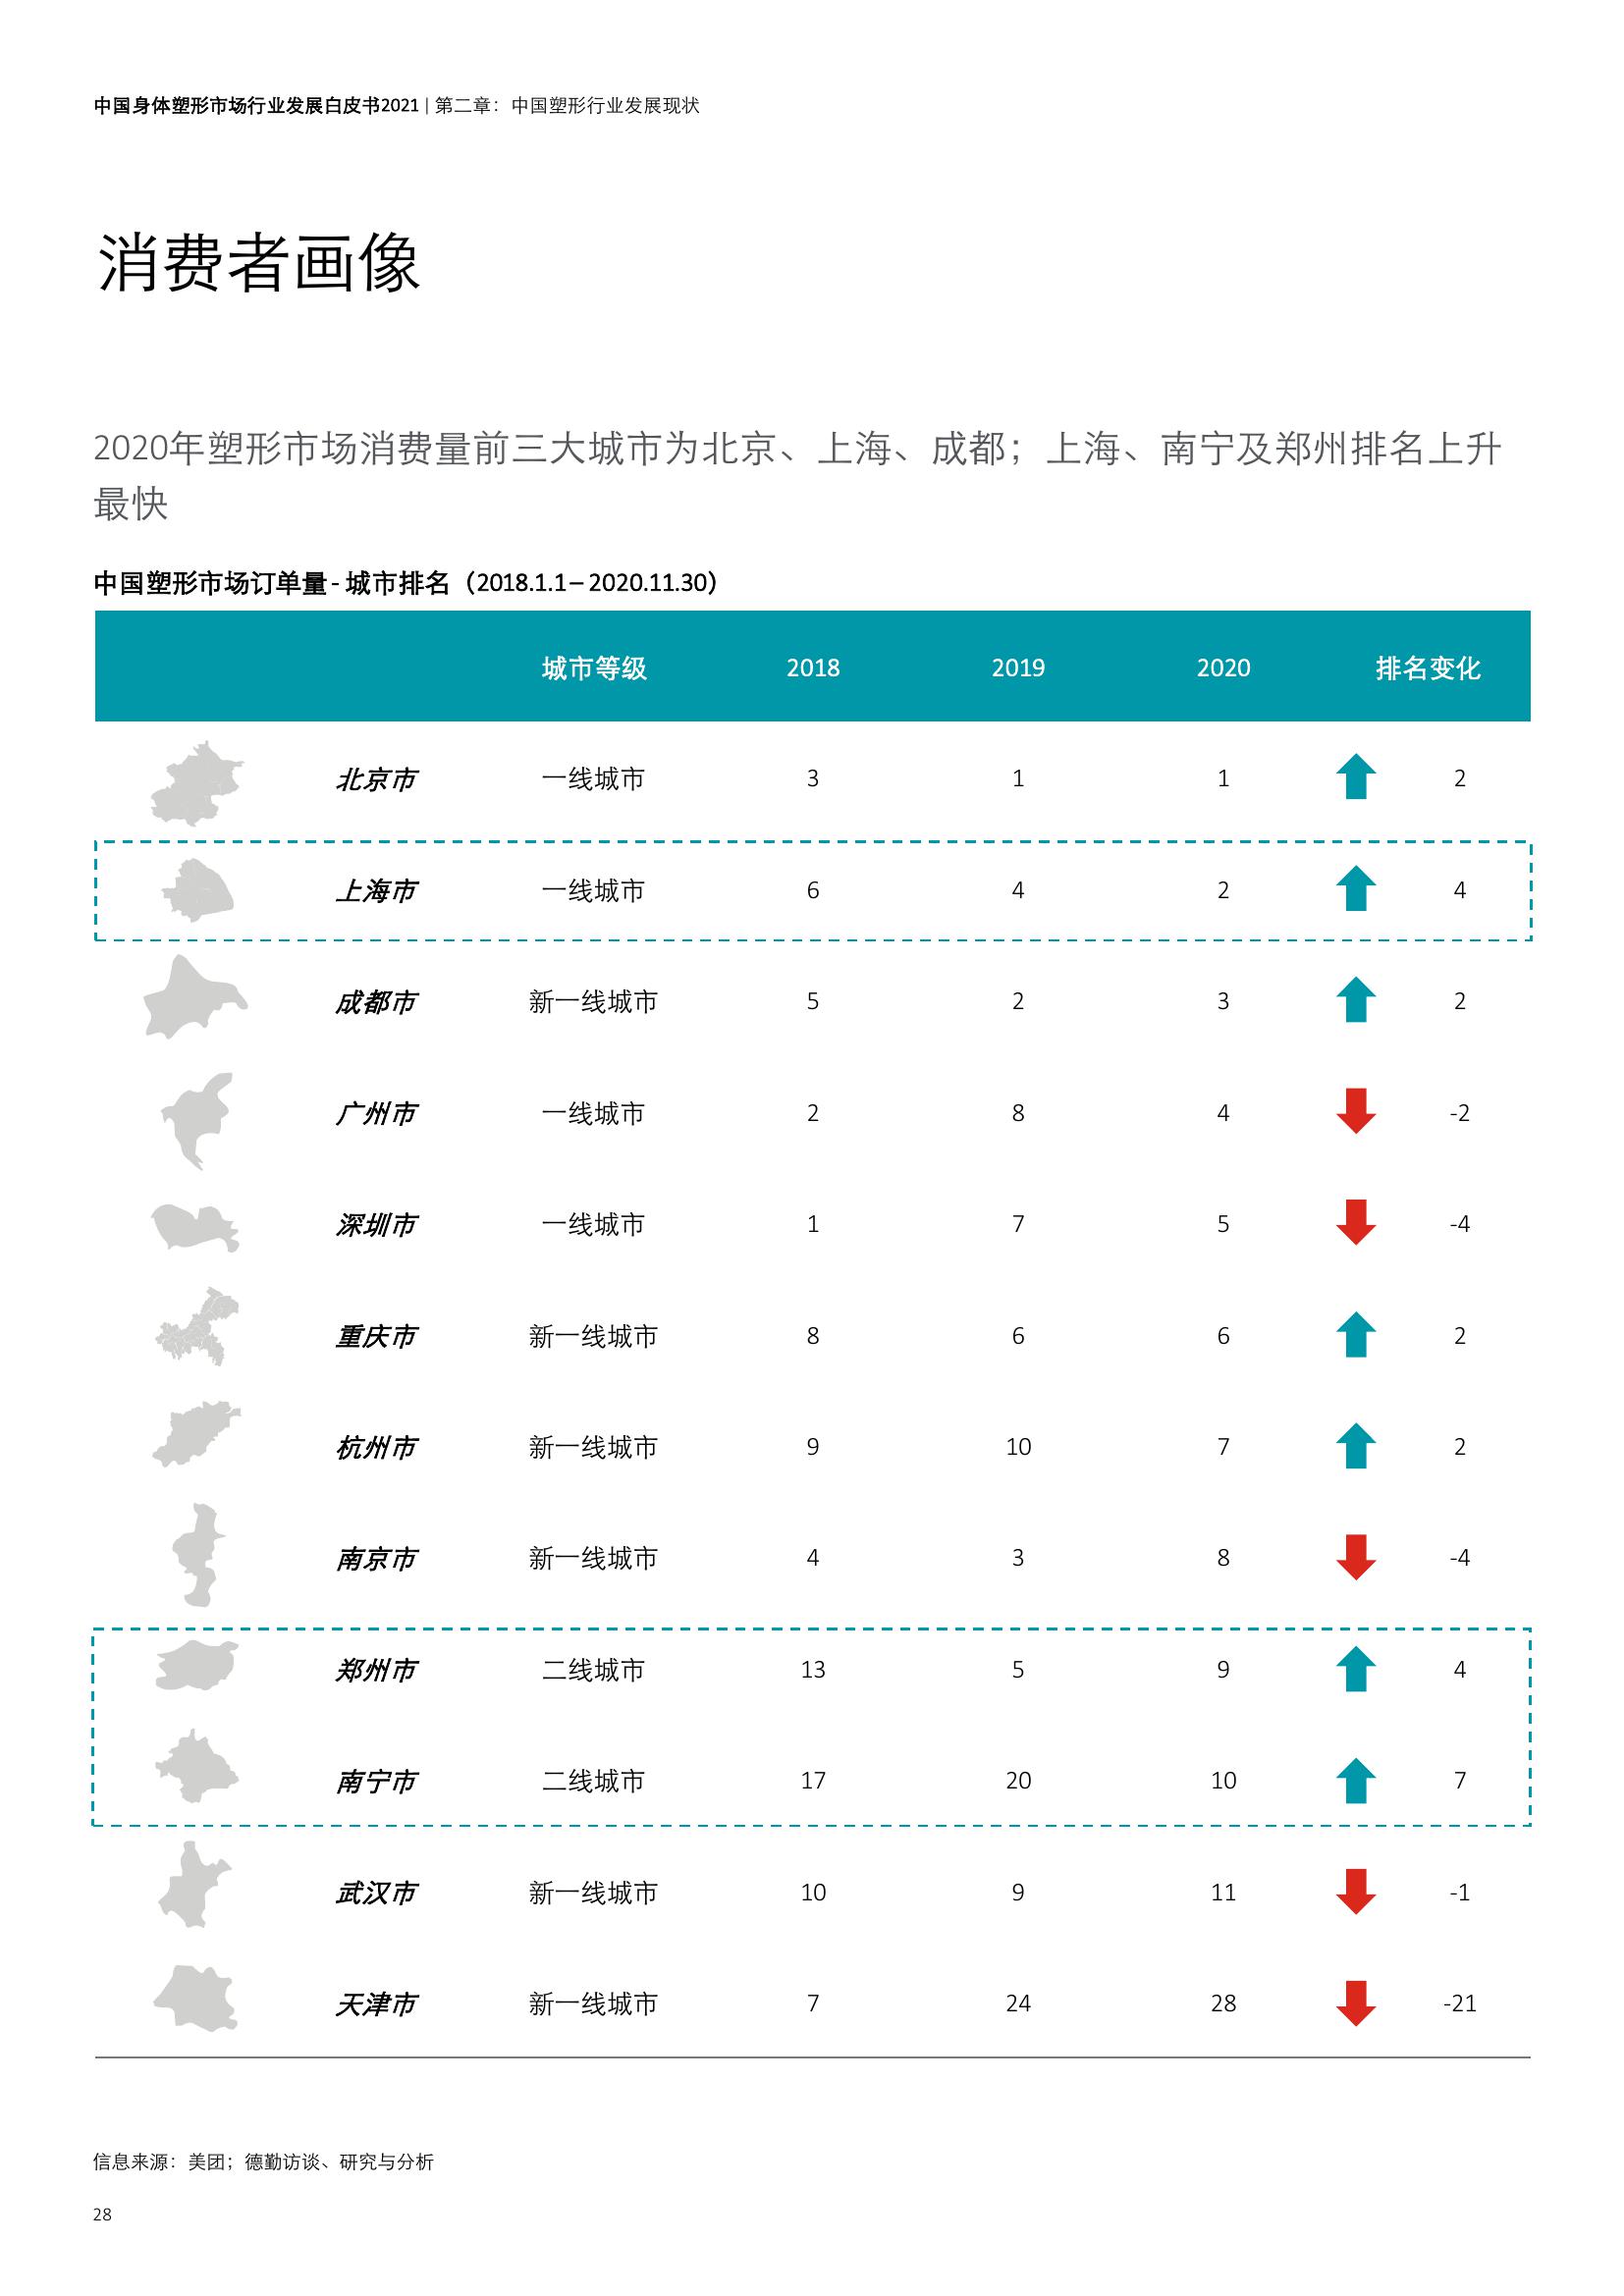 中国身体塑形市场行业发展白皮书2021 | 第二章：中国塑形行业发展现状
消费者画像
2020年塑形市场消费量前三大城市为北京、上海、成都；上海、南宁及郑州排名上升
最快
中国塑形市场订单量 - 城市排名（2018.1.1 – 2020.11.30）
城市等级 2018 2019 2020 排名变化
北京市 一线城市 3 1 1 2
上海市 一线城市 6 4 2 4
成都市 新一线城市 5 2 3 2
广州市 一线城市 2 8 4 -2
深圳市 一线城市 1 7 5 -4
重庆市 新一线城市 8 6 6 2
杭州市 新一线城市 9 10 7 2
南京市 新一线城市 4 3 8 -4
郑州市 二线城市 13 5 9 4
南宁市 二线城市 17 20 10 7
武汉市 新一线城市 10 9 11 -1
天津市 新一线城市 7 24 28 -21
信息来源：美团；德勤访谈、研究与分析
28